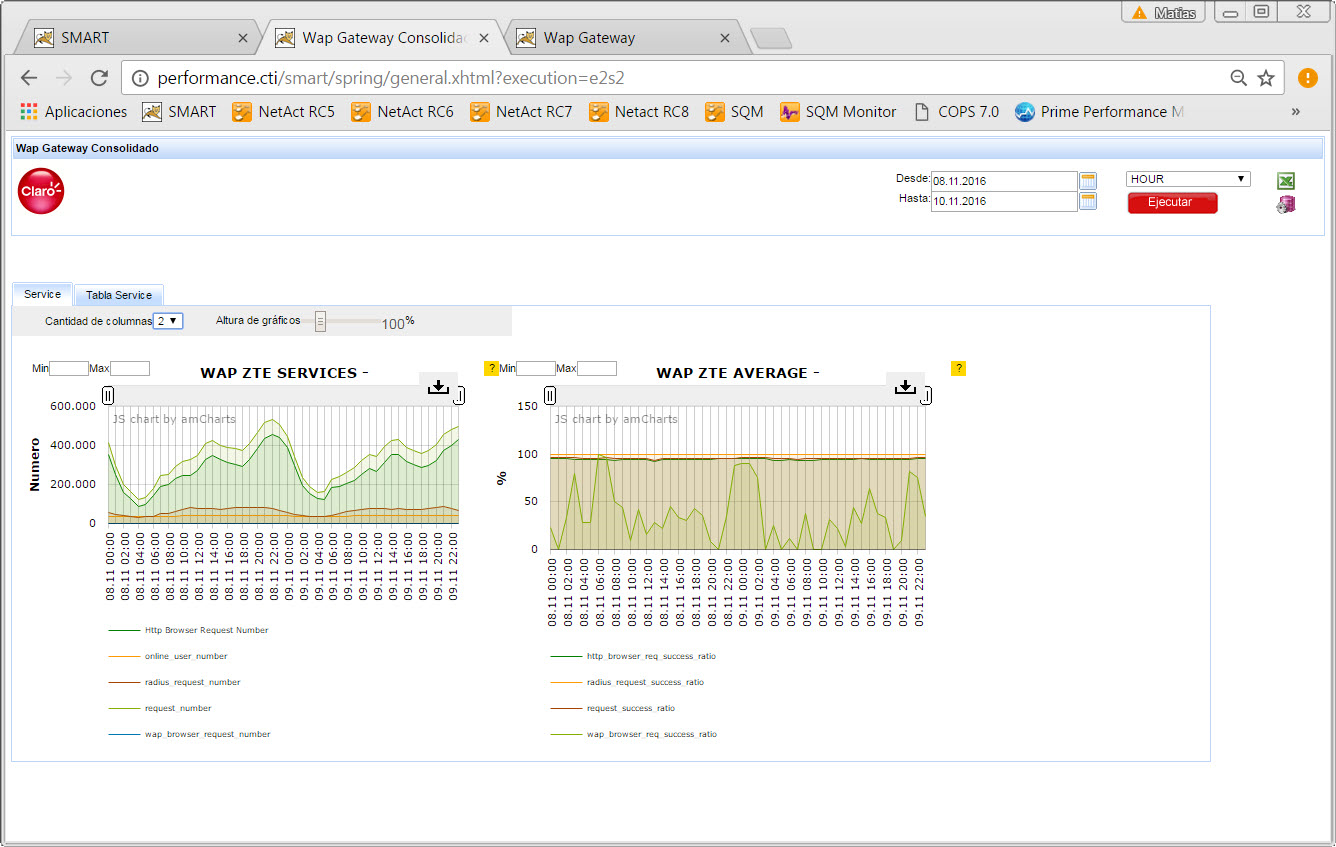 Matias
SMART
Wap Gateway Consolida
Wap Gateway
performance.cti/smart/spring/general.xhtml?execution=e2s2
Aplicaciones SMART NetAct RC5 NetAct RC6 NetAct RC7 Netact RC8 SQM SQM Monitor COPS 7.0 Prime Performance M »
Wap Gateway Consolidado
Claro
Desde: 08.11.2016 HOUR
Hasta: 10.11.2016 Ejecutar
Service Tabla Service
Cantidad de columnas 2 Altura de gráficos 100%
Min Max WAP ZTE SERVICES - ?
JS chart by amCharts
Numero
600.000
400.000
200.000
0
08.11 00:00
08.11 02:00
08.11 04:00
08.11 06:00
08.11 08:00
08.11 10:00
08.11 12:00
08.11 14:00
08.11 16:00
08.11 18:00
08.11 20:00
08.11 22:00
09.11 00:00
09.11 02:00
09.11 04:00
09.11 06:00
09.11 08:00
09.11 10:00
09.11 12:00
09.11 14:00
09.11 16:00
09.11 18:00
09.11 20:00
09.11 22:00
Http Browser Request Number
online_user_number
radius_request_number
request_number
wap_browser_request_number
Min Max WAP ZTE AVERAGE - ?
JS chart by amCharts
%
150
100
50
0
08.11 00:00
08.11 02:00
08.11 04:00
08.11 06:00
08.11 08:00
08.11 10:00
08.11 12:00
08.11 14:00
08.11 16:00
08.11 18:00
08.11 20:00
08.11 22:00
09.11 00:00
09.11 02:00
09.11 04:00
09.11 06:00
09.11 08:00
09.11 10:00
09.11 12:00
09.11 14:00
09.11 16:00
09.11 18:00
09.11 20:00
09.11 22:00
http_browser_req_success_ratio
radius_request_success_ratio
request_success_ratio
wap_browser_req_success_ratio